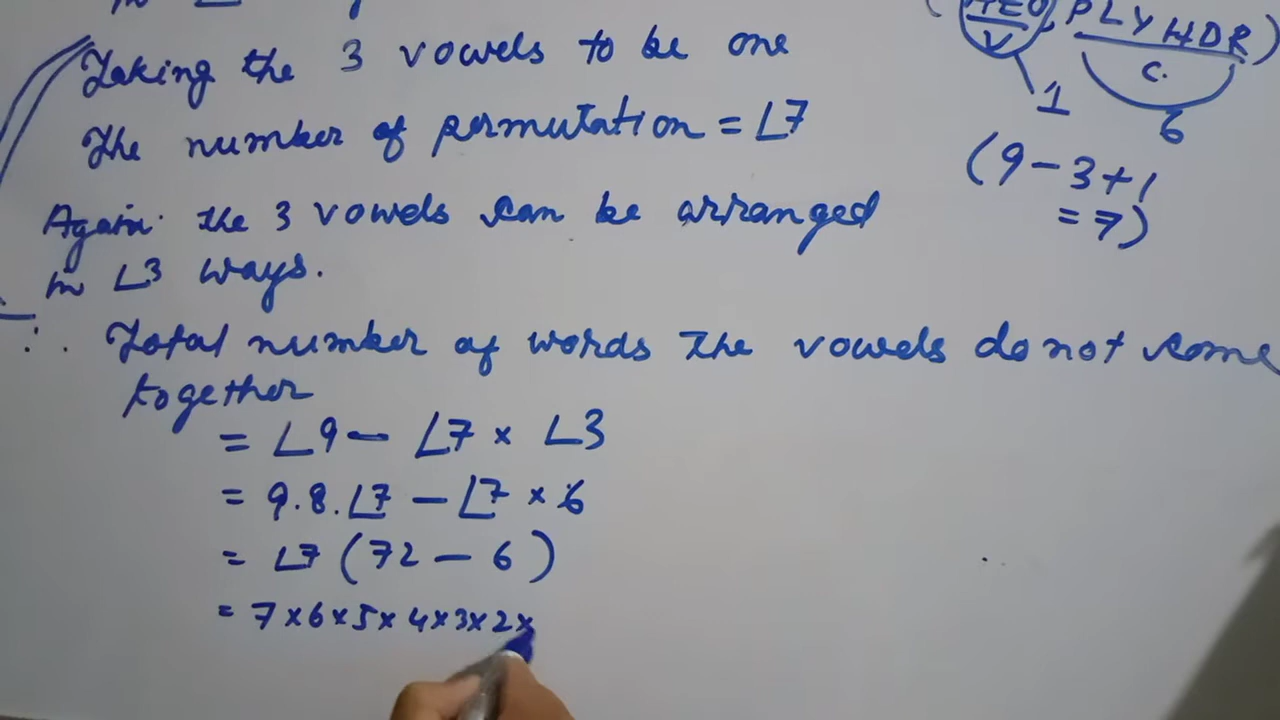 Taking the 3 vowels to be one
The number of permutation = ∠7
Again. the 3 vowels can be arranged
in ∠3 ways.
∴ Total number of words the vowels do not come
together
= ∠9 - ∠7 × ∠3
= 9.8.∠7 - ∠7 × 6
= ∠7 (72 - 6)
= 7×6×5×4×3×2×
PLYHDR)
V
C.
1
6
(9-3+1
=7)